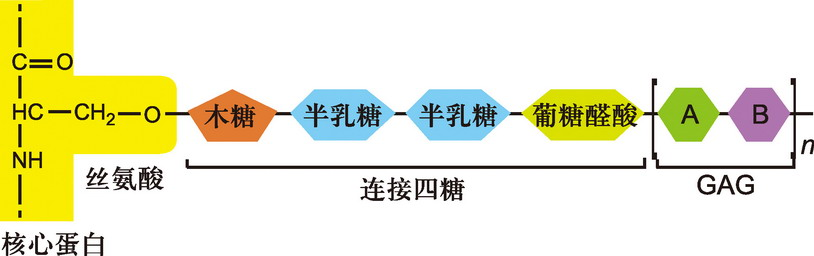 C=O
HC—CH₂—O
木糖 半乳糖 半乳糖 葡糖醛酸 A B n
NH
丝氨酸
连接四糖 GAG
核心蛋白